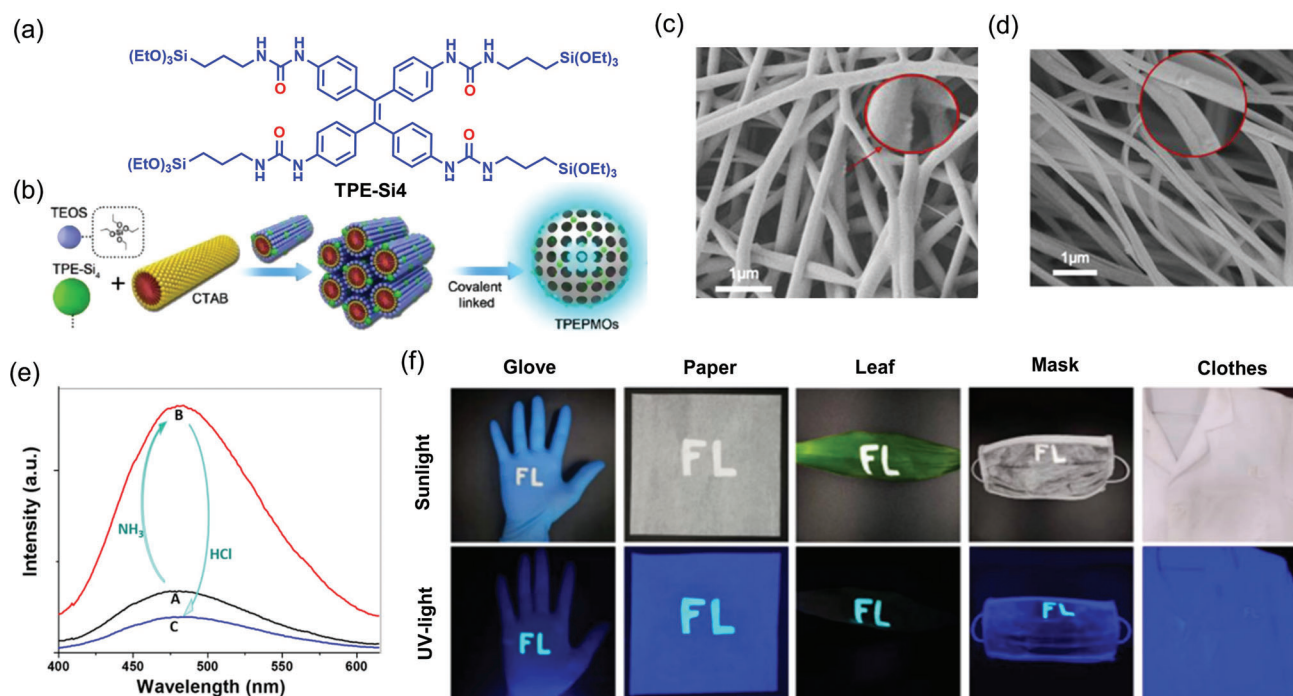 (a)
(EtO)3Si
H
N
H
N
O
H
N
H
N
O
Si(OEt)3
(EtO)3Si
N
H
O
N
H
N
H
O
N
H
Si(OEt)3
TPE-Si4
(b)
TEOS
TPE-Si4
+
CTAB
Covalent
linked
TPEPMOs
(c)
1μm
(d)
1μm
(e)
Intensity (a.u.)
B
NH3
HCl
A
C
400 450 500 550 600
Wavelength (nm)
(f)
Glove Paper Leaf Mask Clothes
Sunlight
FL FL FL FL
UV-light
FL FL FL FL